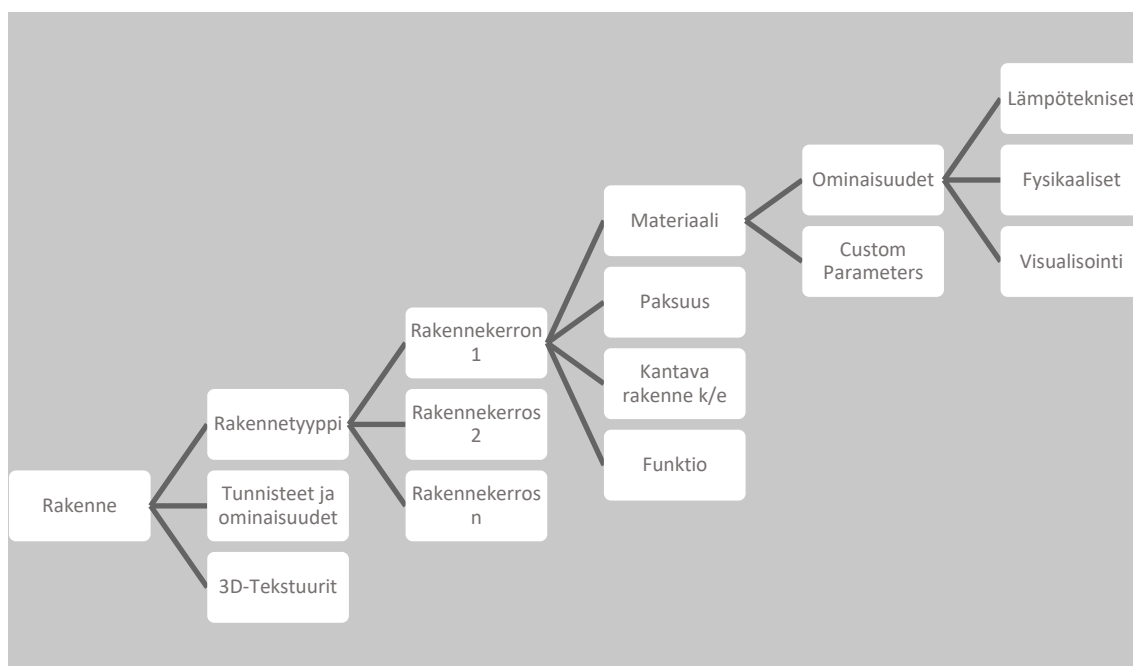 Rakenne
Rakennetyyppi
Tunnisteet ja
ominaisuudet
3D-Tekstuurit
Rakennekerron
1
Rakennekerros
2
Rakennekerros
n
Materiaali
Paksuus
Kantava
rakenne k/e
Funktio
Ominaisuudet
Custom
Parameters
Lämpötekniset
Fysikaaliset
Visualisointi